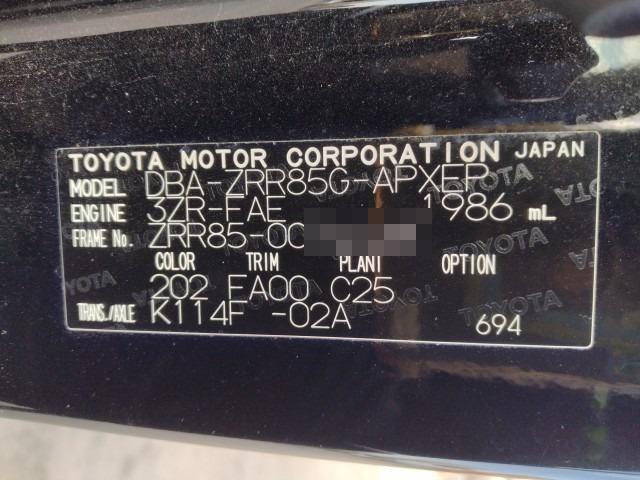 TOYOTA MOTOR CORPORATION JAPAN
MODEL DBA-ZRR85G-APXEP
ENGINE 3ZR-FAE 1986 mL
FRAME No. ZRR85-00
COLOR TRIM PLANT OPTION
202 FA00 C25
TRANS./AXLE K114F -02A 694